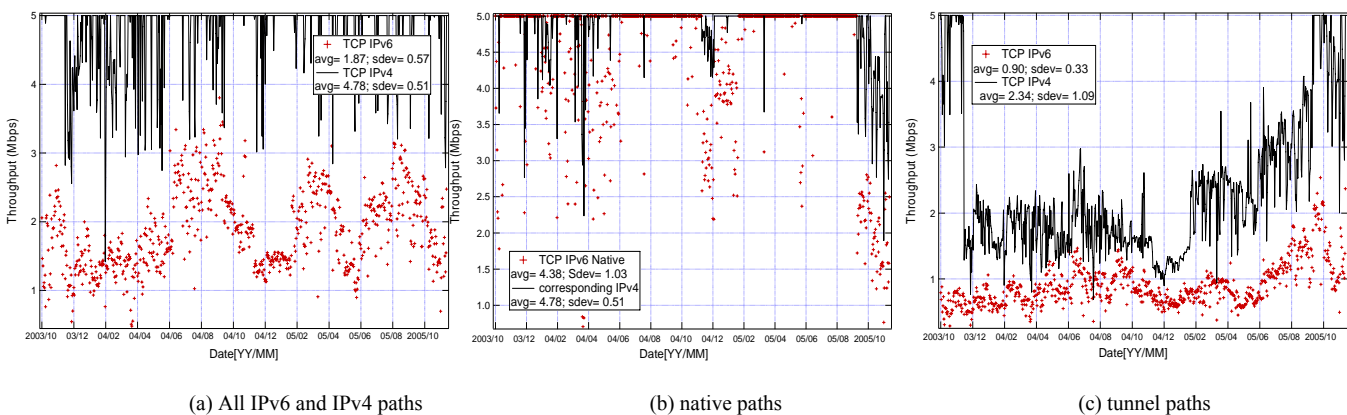 5
4
3
2
1
Throughput (Mbps)
TCP IPv6
avg= 1.87; sdev= 0.57
TCP IPv4
avg= 4.78; sdev= 0.51
2003/10 03/12 04/02 04/04 04/06 04/08 04/10 04/12 05/02 05/04 05/06 05/08 2005/10
Date[YY/MM]
(a) All IPv6 and IPv4 paths
5.0
4.5
4.0
3.5
3.0
2.5
2.0
1.5
1.0
Throughput (Mbps)
TCP IPv6 Native
avg= 4.38; Sdev= 1.03
corresponding IPv4
avg= 4.78; sdev= 0.51
2003/10 03/12 04/02 04/04 04/06 04/08 04/10 04/12 05/02 05/04 05/06 05/08 2005/10
Date[YY/MM]
(b) native paths
5
4
3
2
1
Throughput (Mbps)
TCP IPv6
avg= 0.90; sdev= 0.33
TCP IPv4
avg= 2.34; sdev= 1.09
2003/10 03/12 04/02 04/04 04/06 04/08 04/10 04/12 05/02 05/04 05/06 05/08 2005/10
Date[YY/MM]
(c) tunnel paths